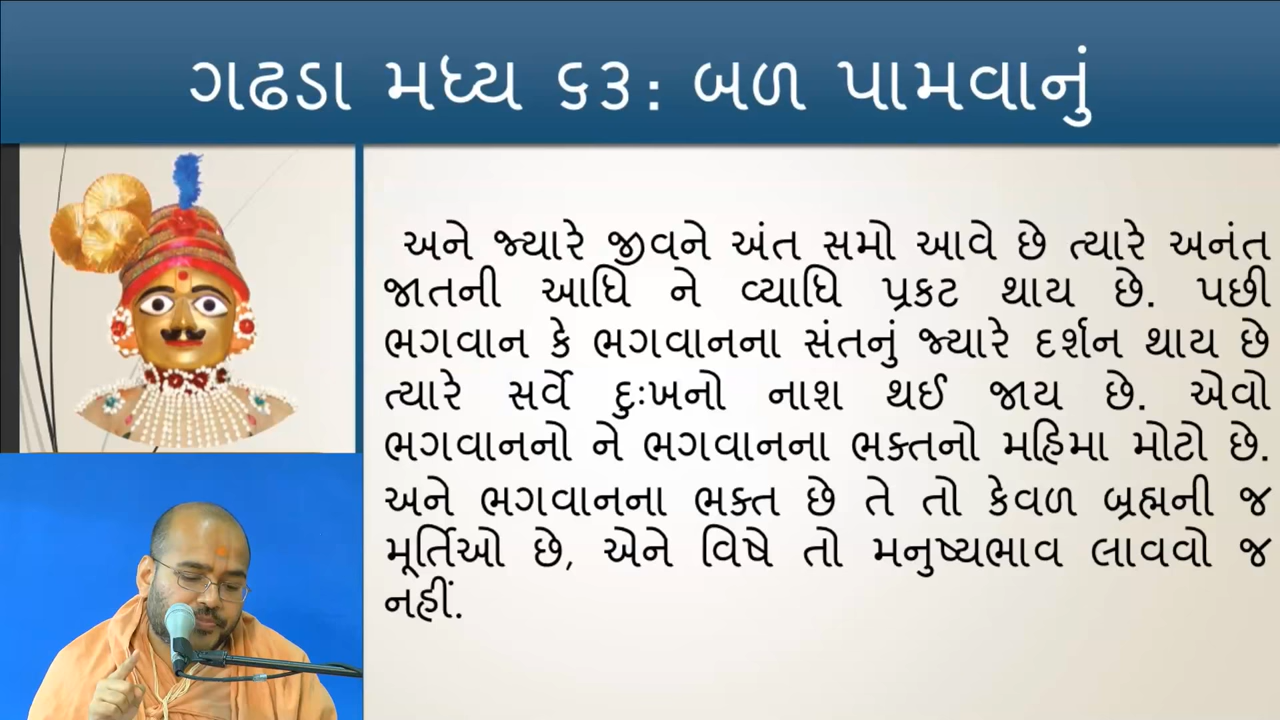 ગઢડા મધ્ય ૬૩: બળ પામવાનું
અને જ્યારે જીવને અંત સમો આવે છે ત્યારે અનંત
જાતની આધિ ને વ્યાધિ પ્રકટ થાય છે. પછી
ભગવાન કે ભગવાનના સંતનું જ્યારે દર્શન થાય છે
ત્યારે સર્વે દુઃખનો નાશ થઈ જાય છે. એવો
ભગવાનનો ને ભગવાનના ભક્તનો મહિમા મોટો છે.
અને ભગવાનના ભક્ત છે તે તો કેવળ બ્રહ્મની જ
મૂર્તિઓ છે, એને વિષે તો મનુષ્યભાવ લાવવો જ
નહીં.